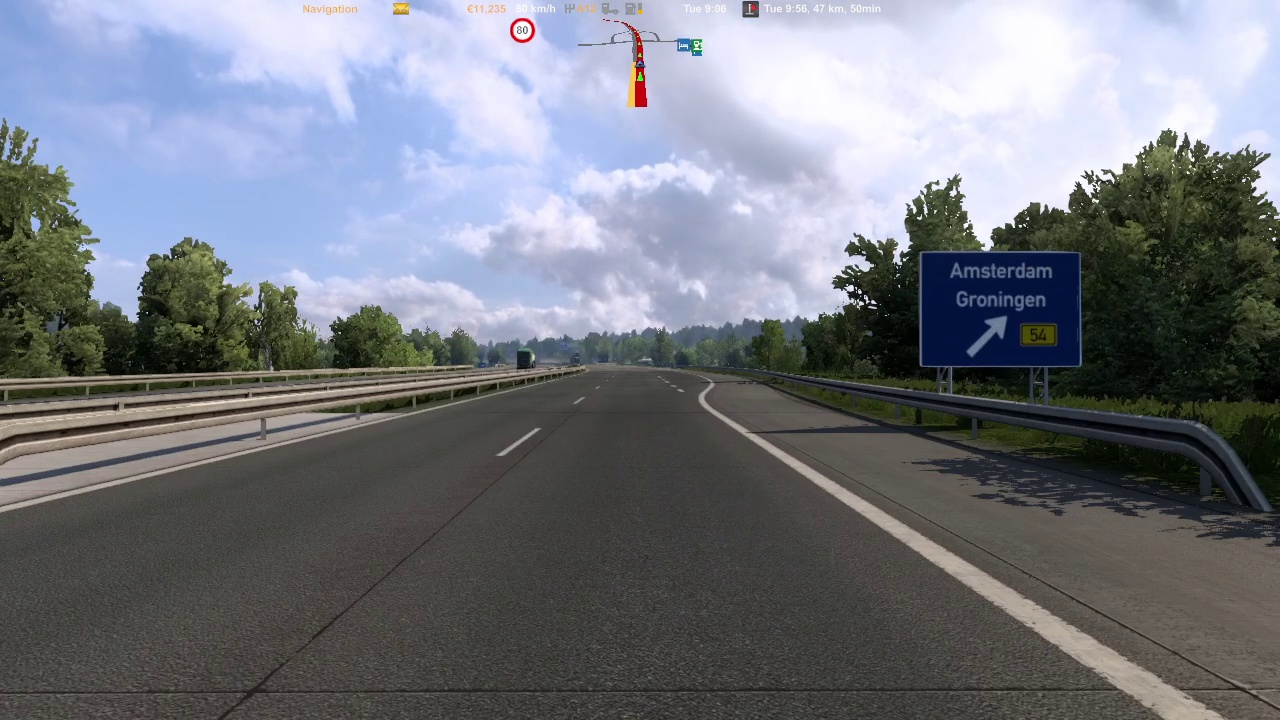 Navigation
€11,235
80 km/h
Tue 9:06
Tue 9:56, 47 km, 50min
80
Amsterdam
Groningen
54